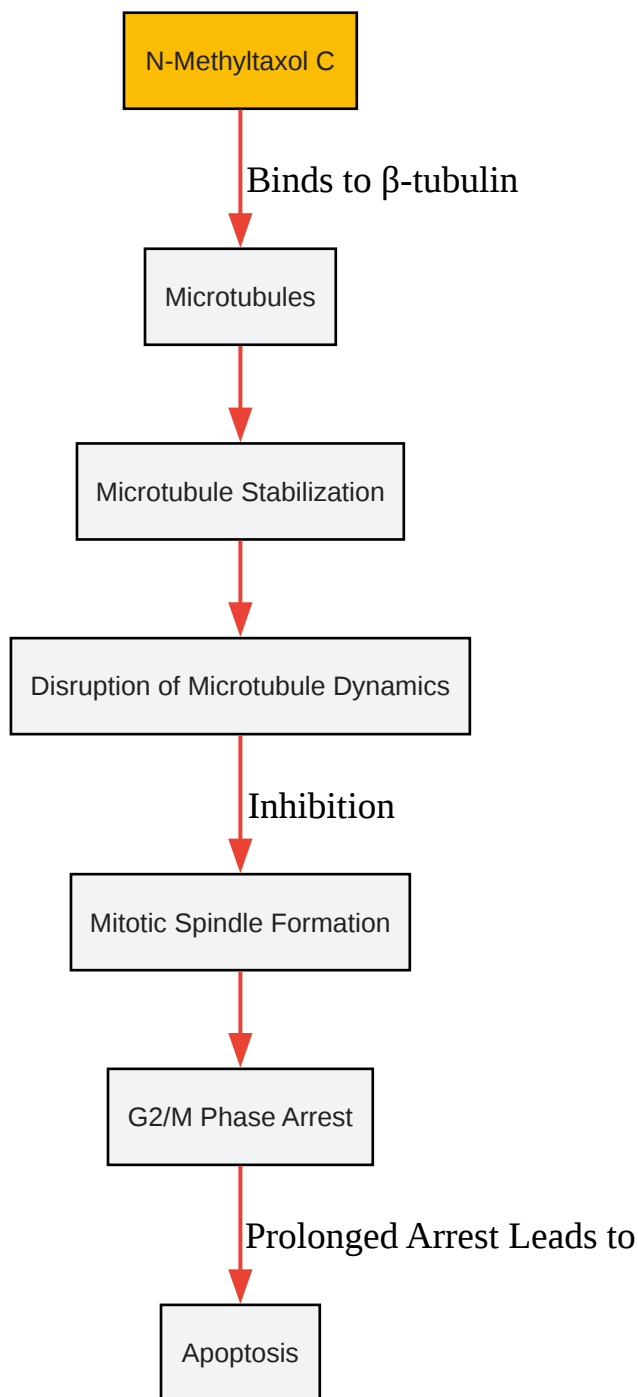 N-Methyltaxol C
Binds to β-tubulin
Microtubules
Microtubule Stabilization
Disruption of Microtubule Dynamics
Inhibition
Mitotic Spindle Formation
G2/M Phase Arrest
Prolonged Arrest Leads to
Apoptosis